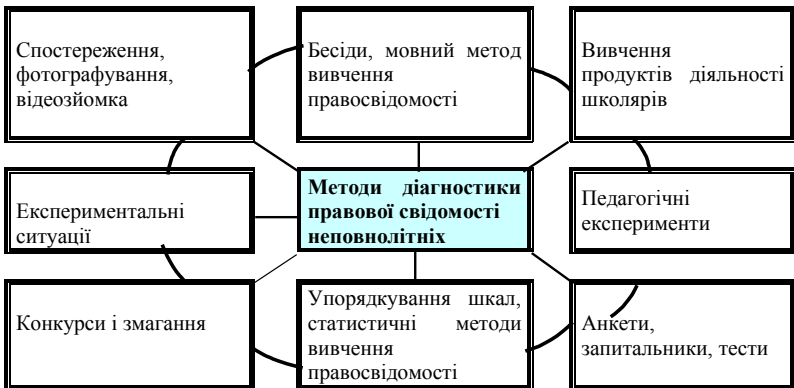 Спостереження,
фотографування,
відеозйомка
Бесіди, мовний метод
вивчення
правосвідомості
Вивчення
продуктів діяльності
школярів
Експериментальні
ситуації
Методи діагностики
правової свідомості
неповнолітніх
Педагогічні
експерименти
Конкурси і змагання
Упорядкування шкал,
статистичні методи
вивчення
правосвідомості
Анкети,
запитальники, тести